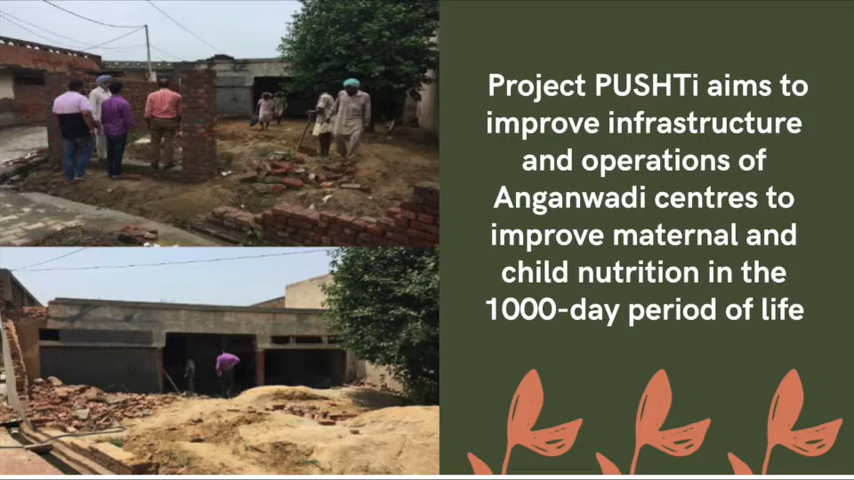 Project PUSHTi aims to
improve infrastructure
and operations of
Anganwadi centres to
improve maternal and
child nutrition in the
1000-day period of life